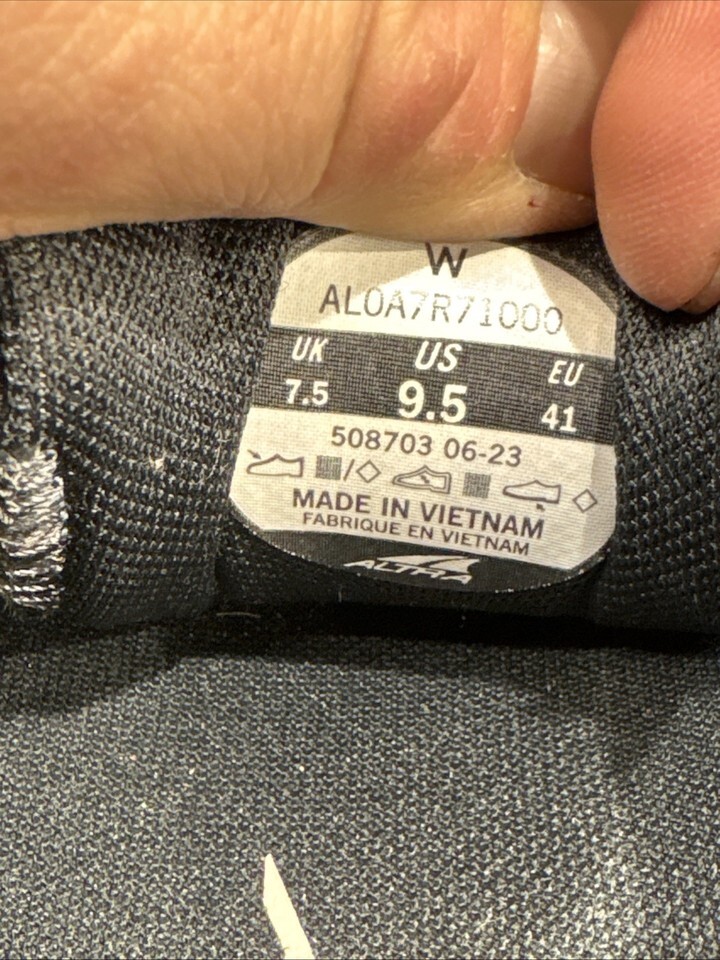 W
AL0A7R71000
UK US EU
7.5 9.5 41
508703 06-23
MADE IN VIETNAM
FABRIQUE EN VIETNAM
ALTRA